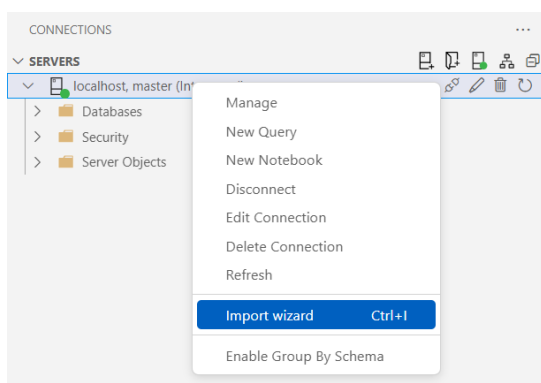 CONNECTIONS
SERVERS
localhost, master (Int
Databases
Security
Server Objects
Manage
New Query
New Notebook
Disconnect
Edit Connection
Delete Connection
Refresh
Import wizard Ctrl+I
Enable Group By Schema